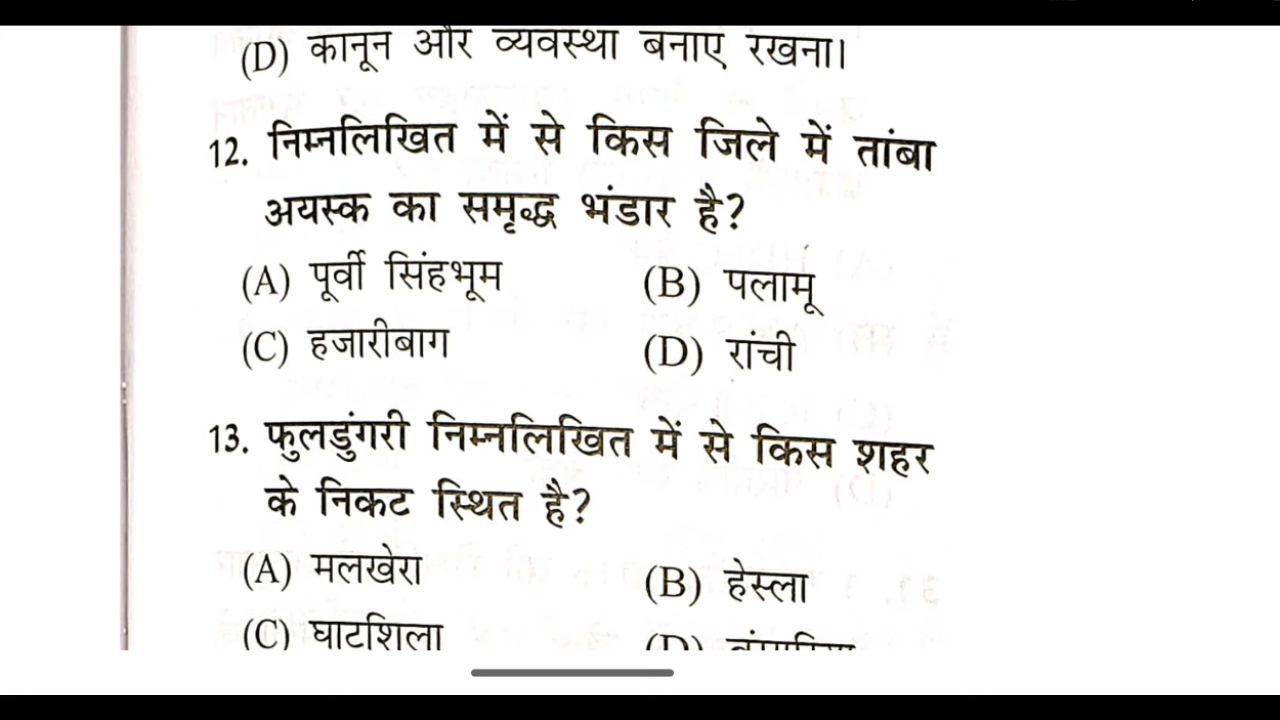 (D) कानून और व्यवस्था बनाए रखना।
12. निम्नलिखित में से किस जिले में तांबा
अयस्क का समृद्ध भंडार है?
(A) पूर्वी सिंहभूम (B) पलामू
(C) हजारीबाग (D) रांची
13. फुलडुंगरी निम्नलिखित में से किस शहर
के निकट स्थित है?
(A) मलखेरा (B) हेस्ला
(C) घाटशिला (D)